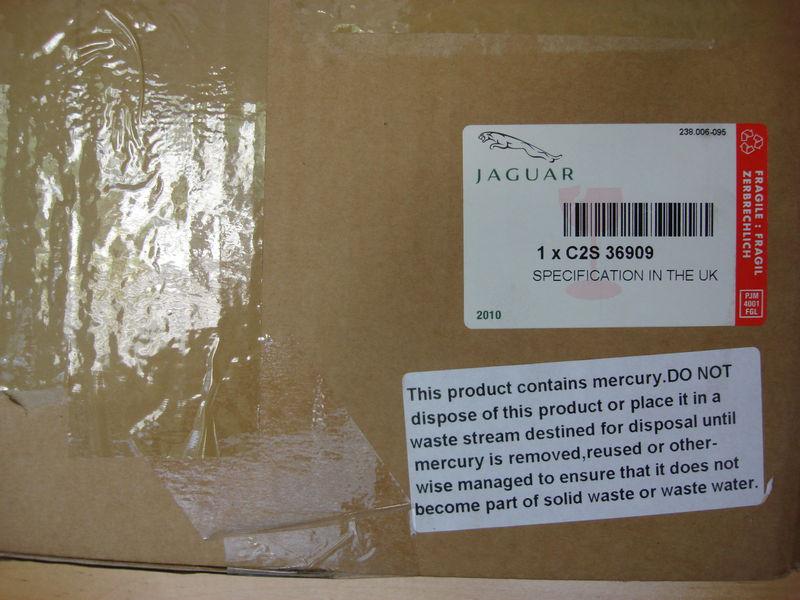 238.006-095
JAGUAR
1 x C2S 36909
SPECIFICATION IN THE UK
2010
FRAGILE : FRAGIL
ZERBRECHLICH
PJM
4001
FGL
This product contains mercury.DO NOT
dispose of this product or place it in a
waste stream destined for disposal until
mercury is removed,reused or other-
wise managed to ensure that it does not
become part of solid waste or waste water.